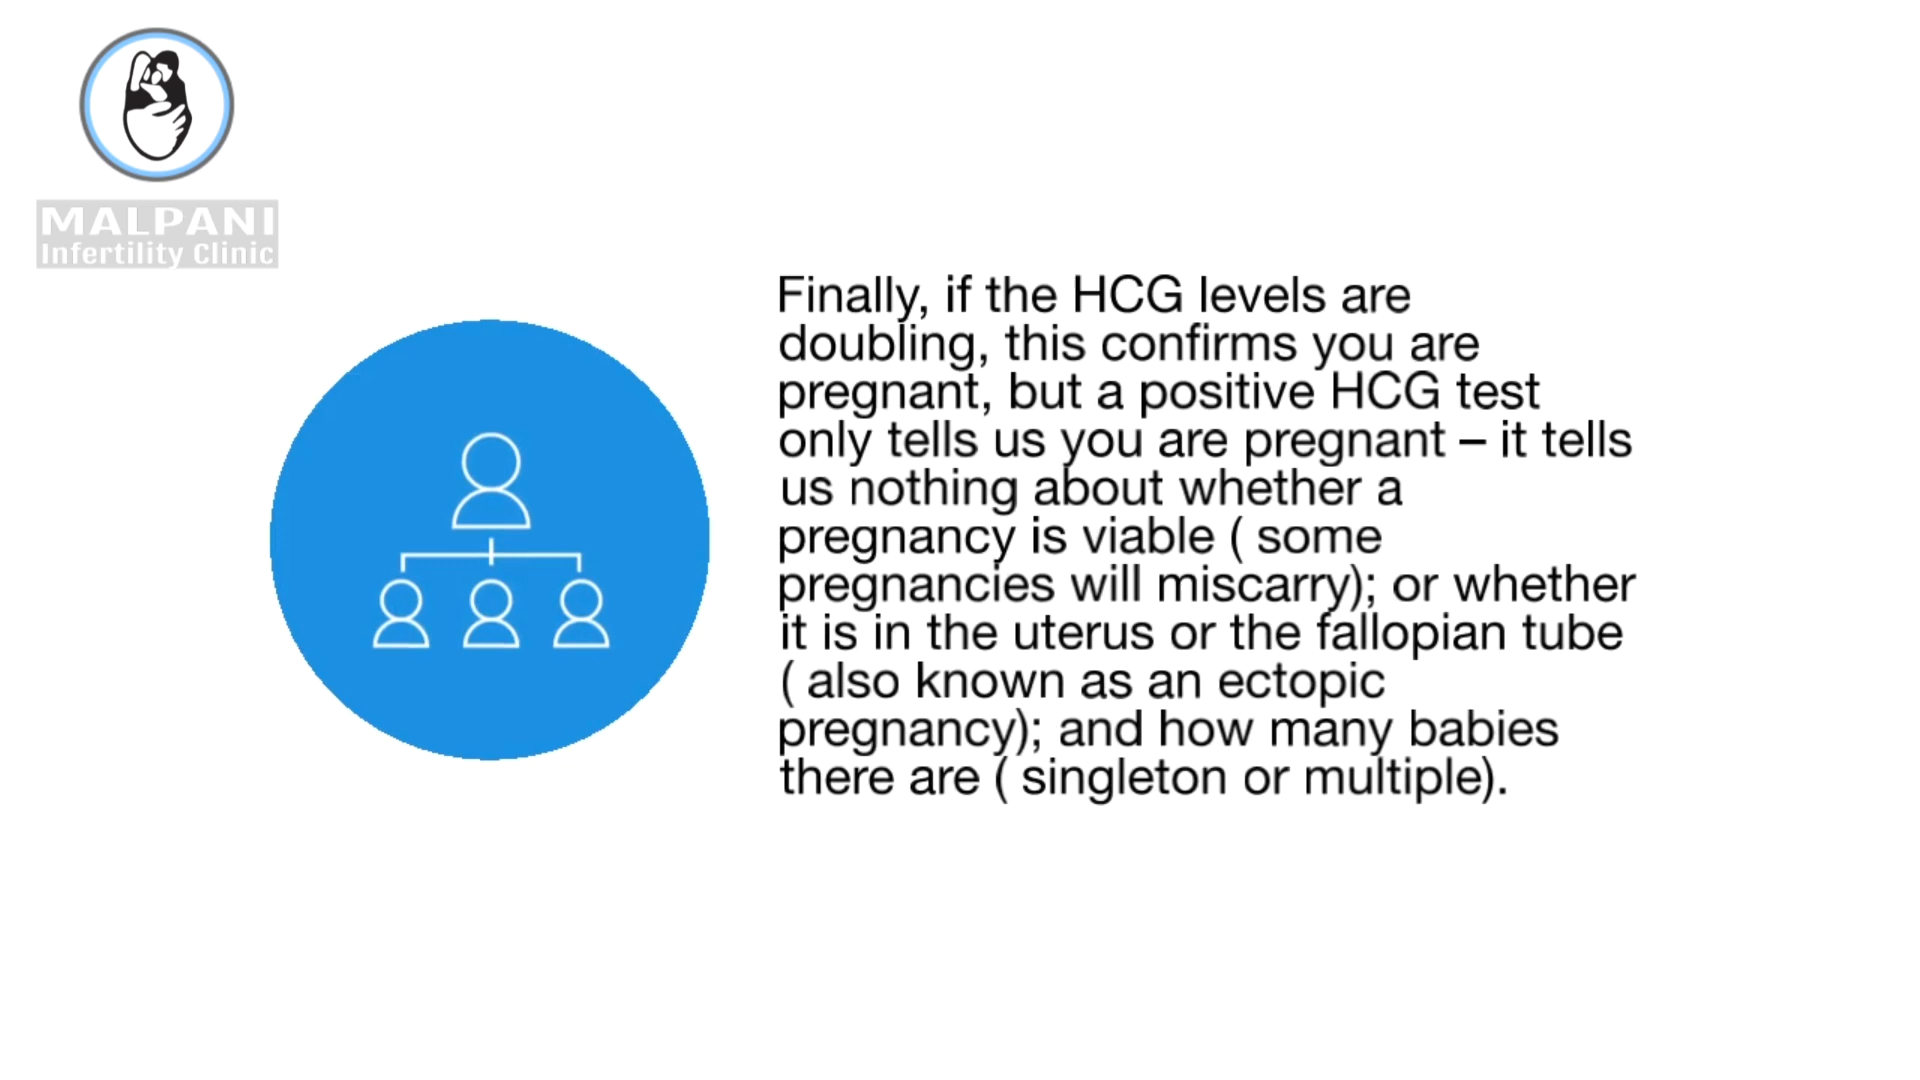 MALPANI
Infertility Clinic
Finally, if the HCG levels are
doubling, this confirms you are
pregnant, but a positive HCG test
only tells us you are pregnant – it tells
us nothing about whether a
pregnancy is viable ( some
pregnancies will miscarry); or whether
it is in the uterus or the fallopian tube
( also known as an ectopic
pregnancy); and how many babies
there are ( singleton or multiple).